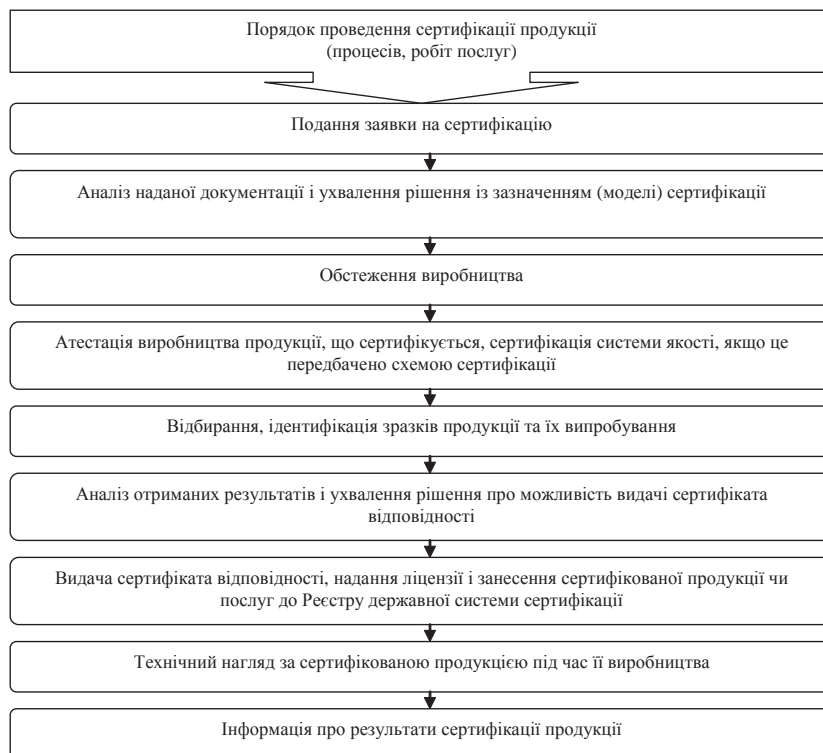 Порядок проведення сертифікації продукції
(процесів, робіт послуг)
Подання заявки на сертифікацію
Аналіз наданої документації і ухвалення рішення із зазначенням (моделі) сертифікації
Обстеження виробництва
Атестація виробництва продукції, що сертифікується, сертифікація системи якості, якщо це
передбачено схемою сертифікації
Відбирання, ідентифікація зразків продукції та їх випробування
Аналіз отриманих результатів і ухвалення рішення про можливість видачі сертифіката
відповідності
Видача сертифіката відповідності, надання ліцензії і занесення сертифікованої продукції чи
послуг до Реєстру державної системи сертифікації
Технічний нагляд за сертифікованою продукцією під час її виробництва
Інформація про результати сертифікації продукції